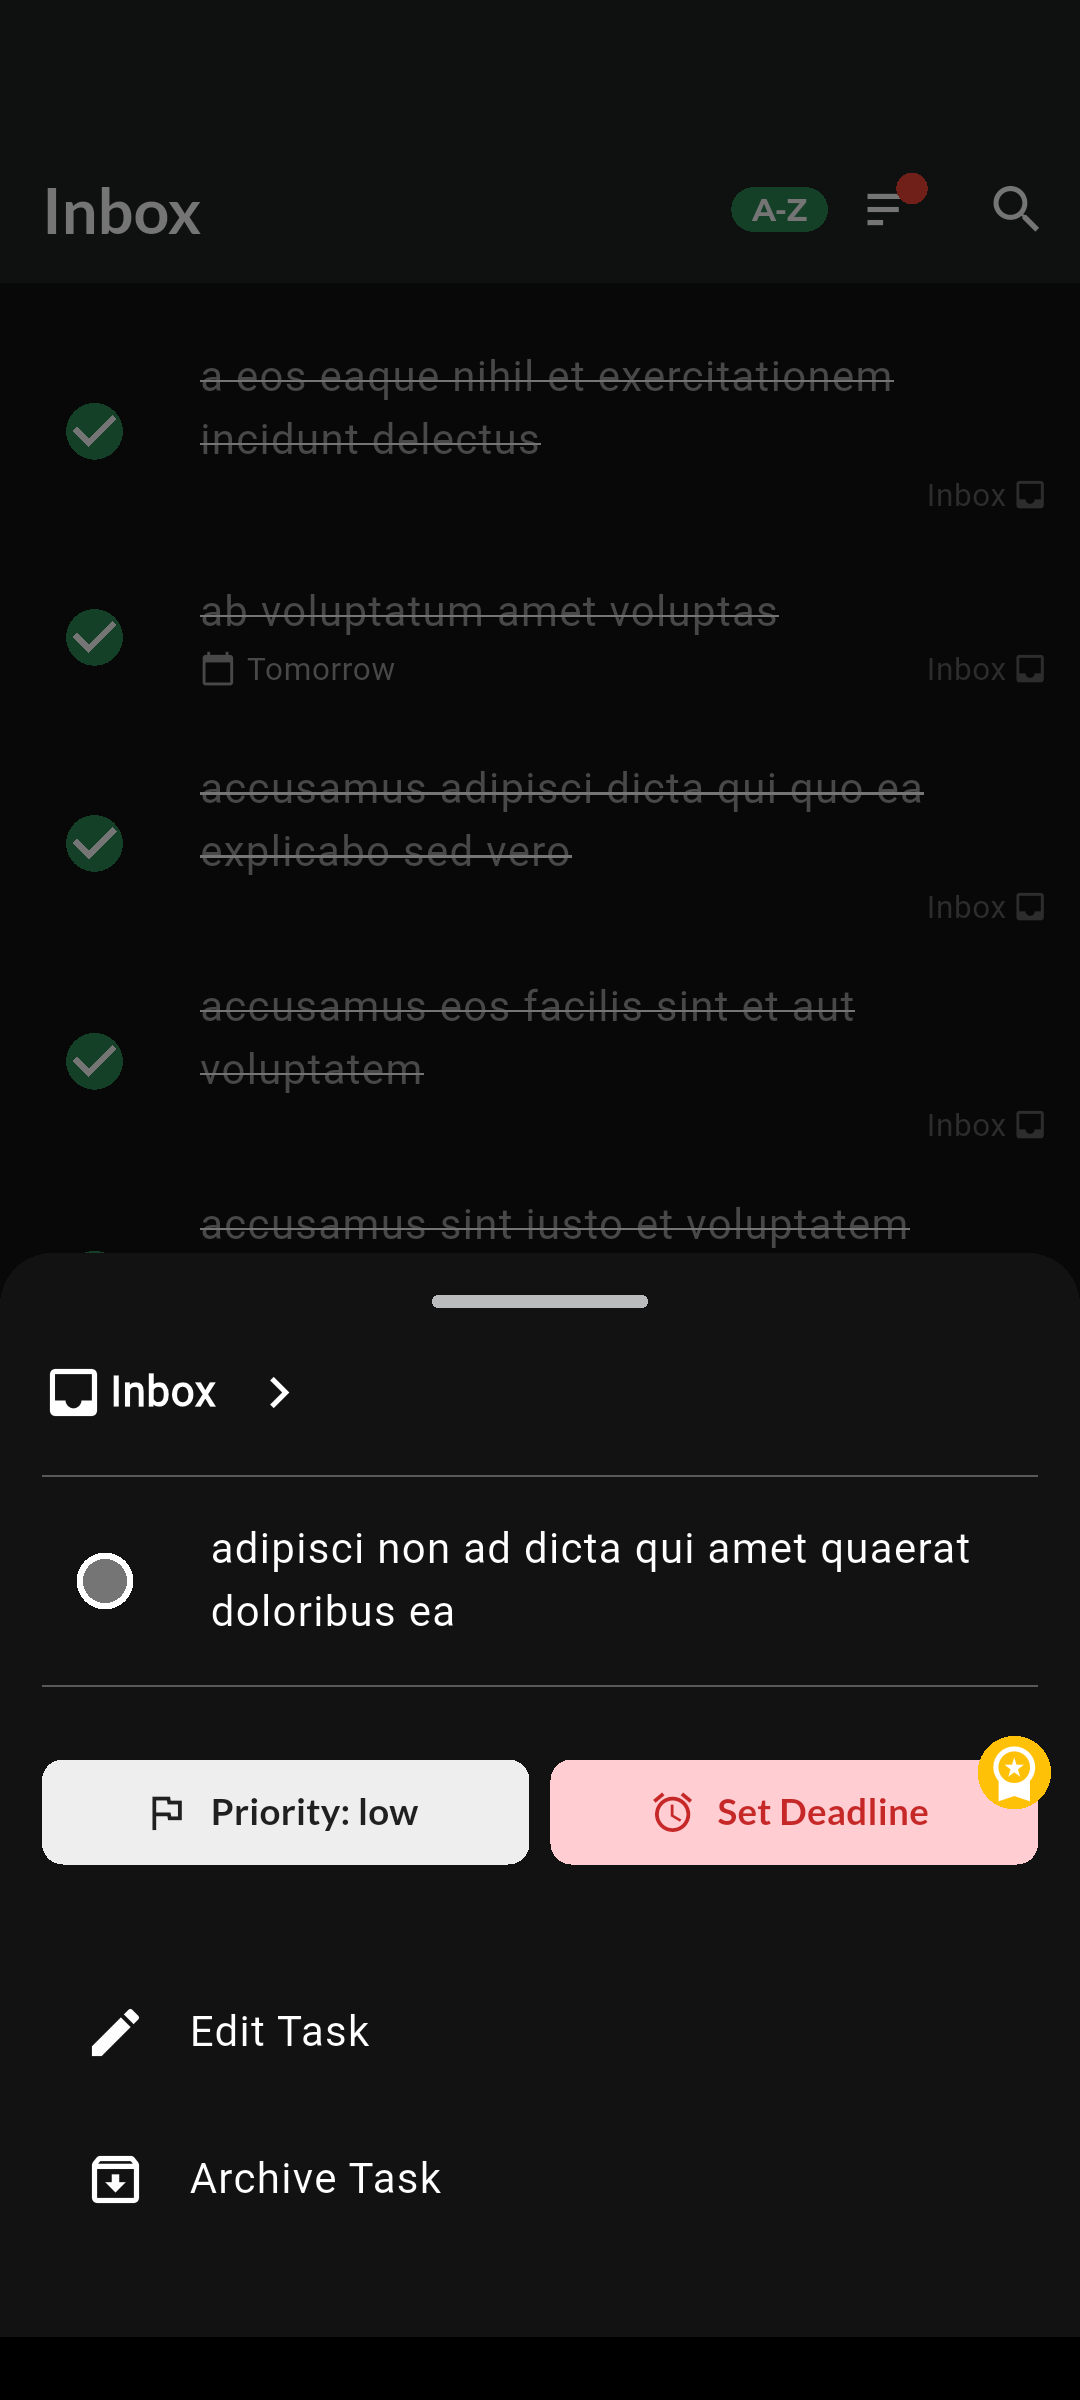 Inbox
A-Z
a eos eaque nihil et exercitationem
incidunt delectus
Inbox
ab voluptatum amet voluptas
Tomorrow
Inbox
accusamus adipisci dicta qui quo ea
explicabo sed vero
Inbox
accusamus eos facilis sint et aut
voluptatem
Inbox
accusamus sint iusto et voluptatem
Inbox
adipisci non ad dicta qui amet quaerat
doloribus ea
Priority: low
Set Deadline
Edit Task
Archive Task